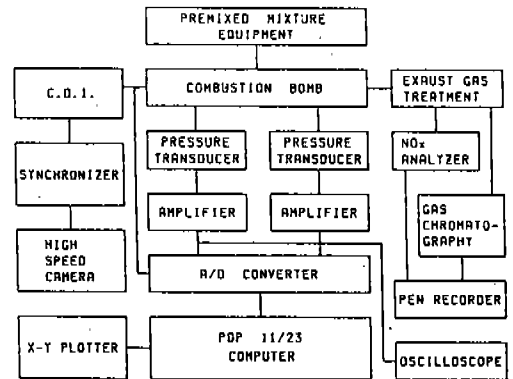 PREMIXED MIXTURE
EQUIPMENT
C.D.I.
COMBUSTION BOMB
EXAUST GAS
TREATMENT
PRESSURE
TRANSDUCER
PRESSURE
TRANSDUCER
NOx
ANALYZER
SYNCHRONIZER
AMPLIFIER
AMPLIFIER
GAS
CHROMATO-
GRAPHY
HIGH
SPEED
CAMERA
A/D CONVERTER
PEN RECORDER
X-Y PLOTTER
PDP 11/23
COMPUTER
OSCILLOSCOPE